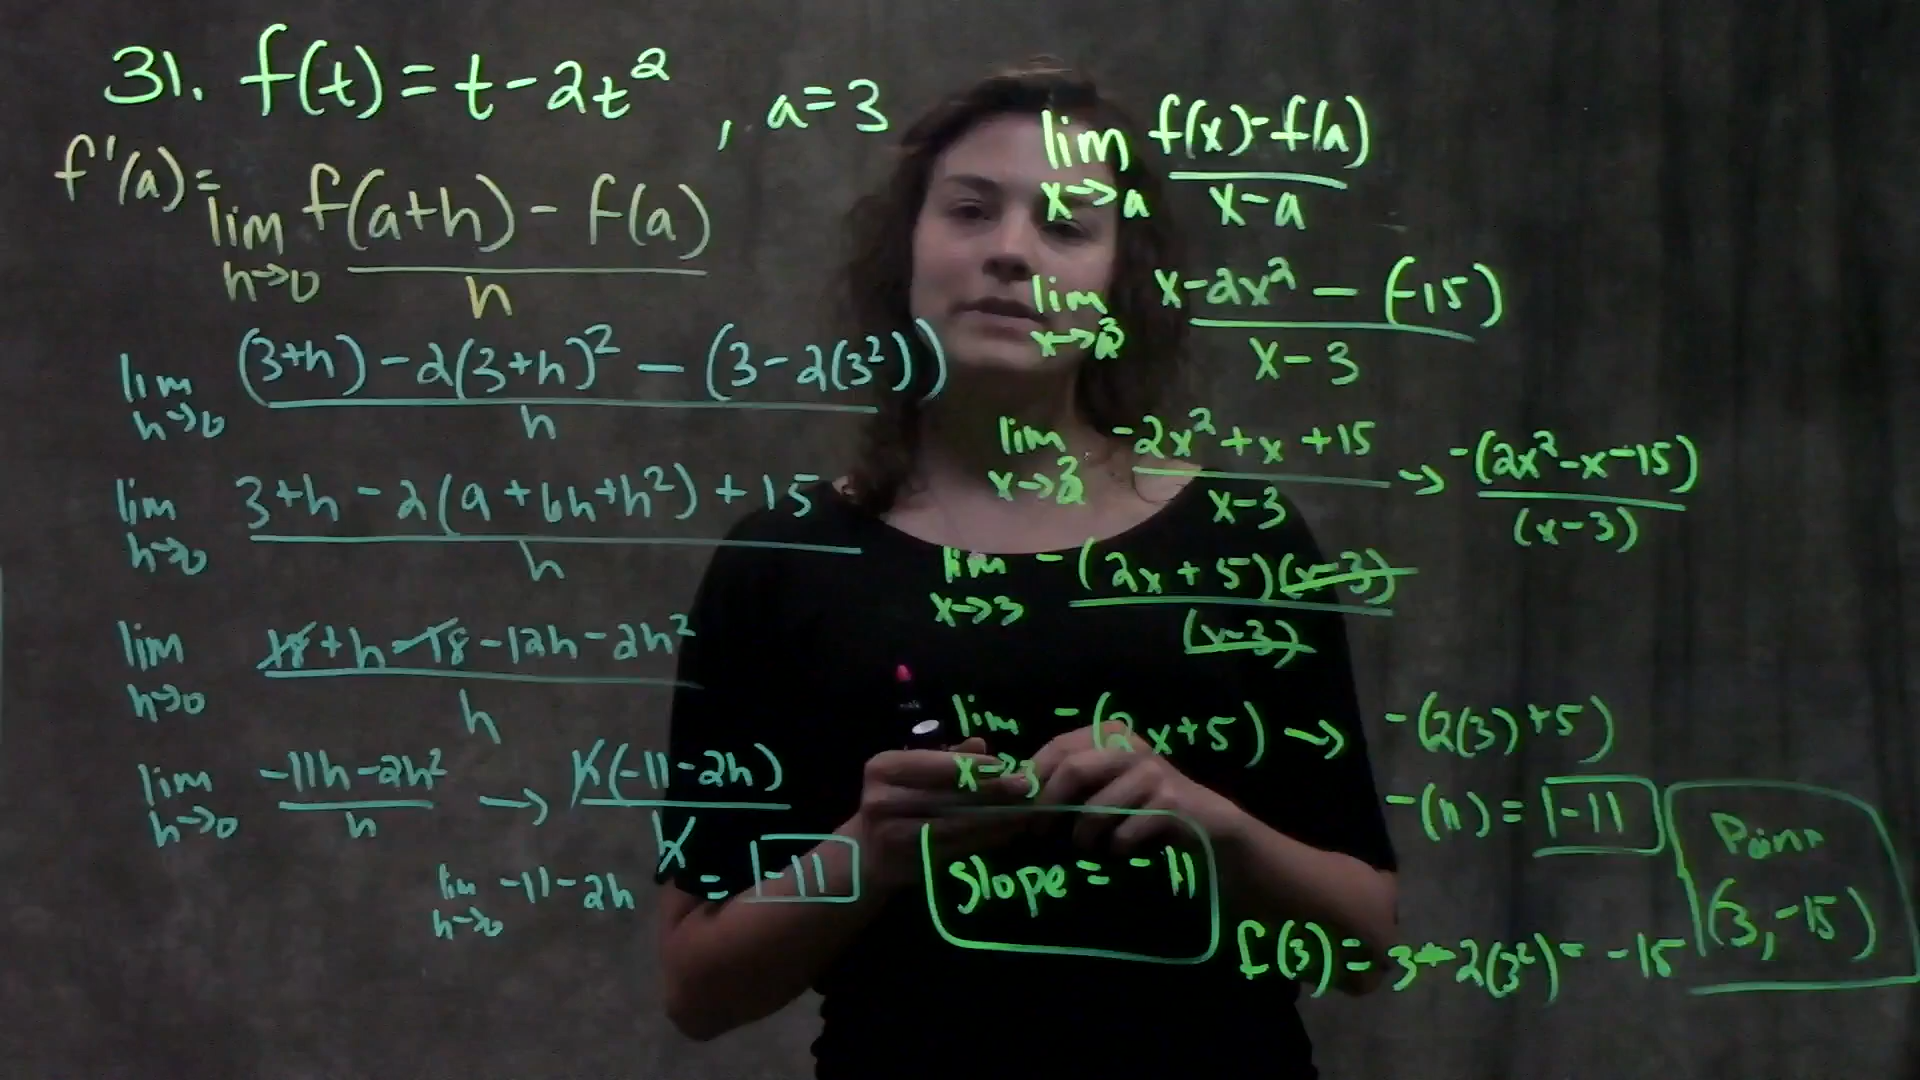 31. f(t) = t - 2t², a = 3
f'(a) = lim h→0 (f(a+h) - f(a)) / h
lim h→0 ((3+h) - 2(3+h)² - (3 - 2(3²))) / h
lim h→0 (3+h - 2(9+6h+h²) + 15) / h
lim h→0 (18 + h - 18 - 12h - 2h²) / h
lim h→0 (-11h - 2h²) / h → h(-11 - 2h) / h
lim h→0 -11 - 2h = -11
lim x→a (f(x) - f(a)) / (x - a)
lim x→3 (x - 2x² - (-15)) / (x - 3)
lim x→3 (-2x² + x + 15) / (x - 3) → -(2x² - x - 15) / (x - 3)
lim x→3 -(2x + 5)(x - 3) / (x - 3)
lim x→3 -(2x + 5) → -(2(3) + 5)
-(11) = -11
slope = -11
f(3) = 3 - 2(3²) = -15
Point
(3, -15)